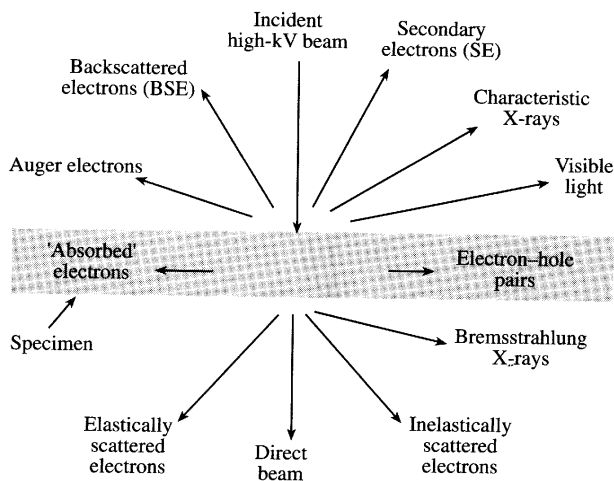 Incident
high-kV beam
Secondary
electrons (SE)
Backscattered
electrons (BSE)
Characteristic
X-rays
Auger electrons
Visible
light
'Absorbed'
electrons
Electron–hole
pairs
Specimen
Bremsstrahlung
X-rays
Elastically
scattered
electrons
Direct
beam
Inelastically
scattered
electrons